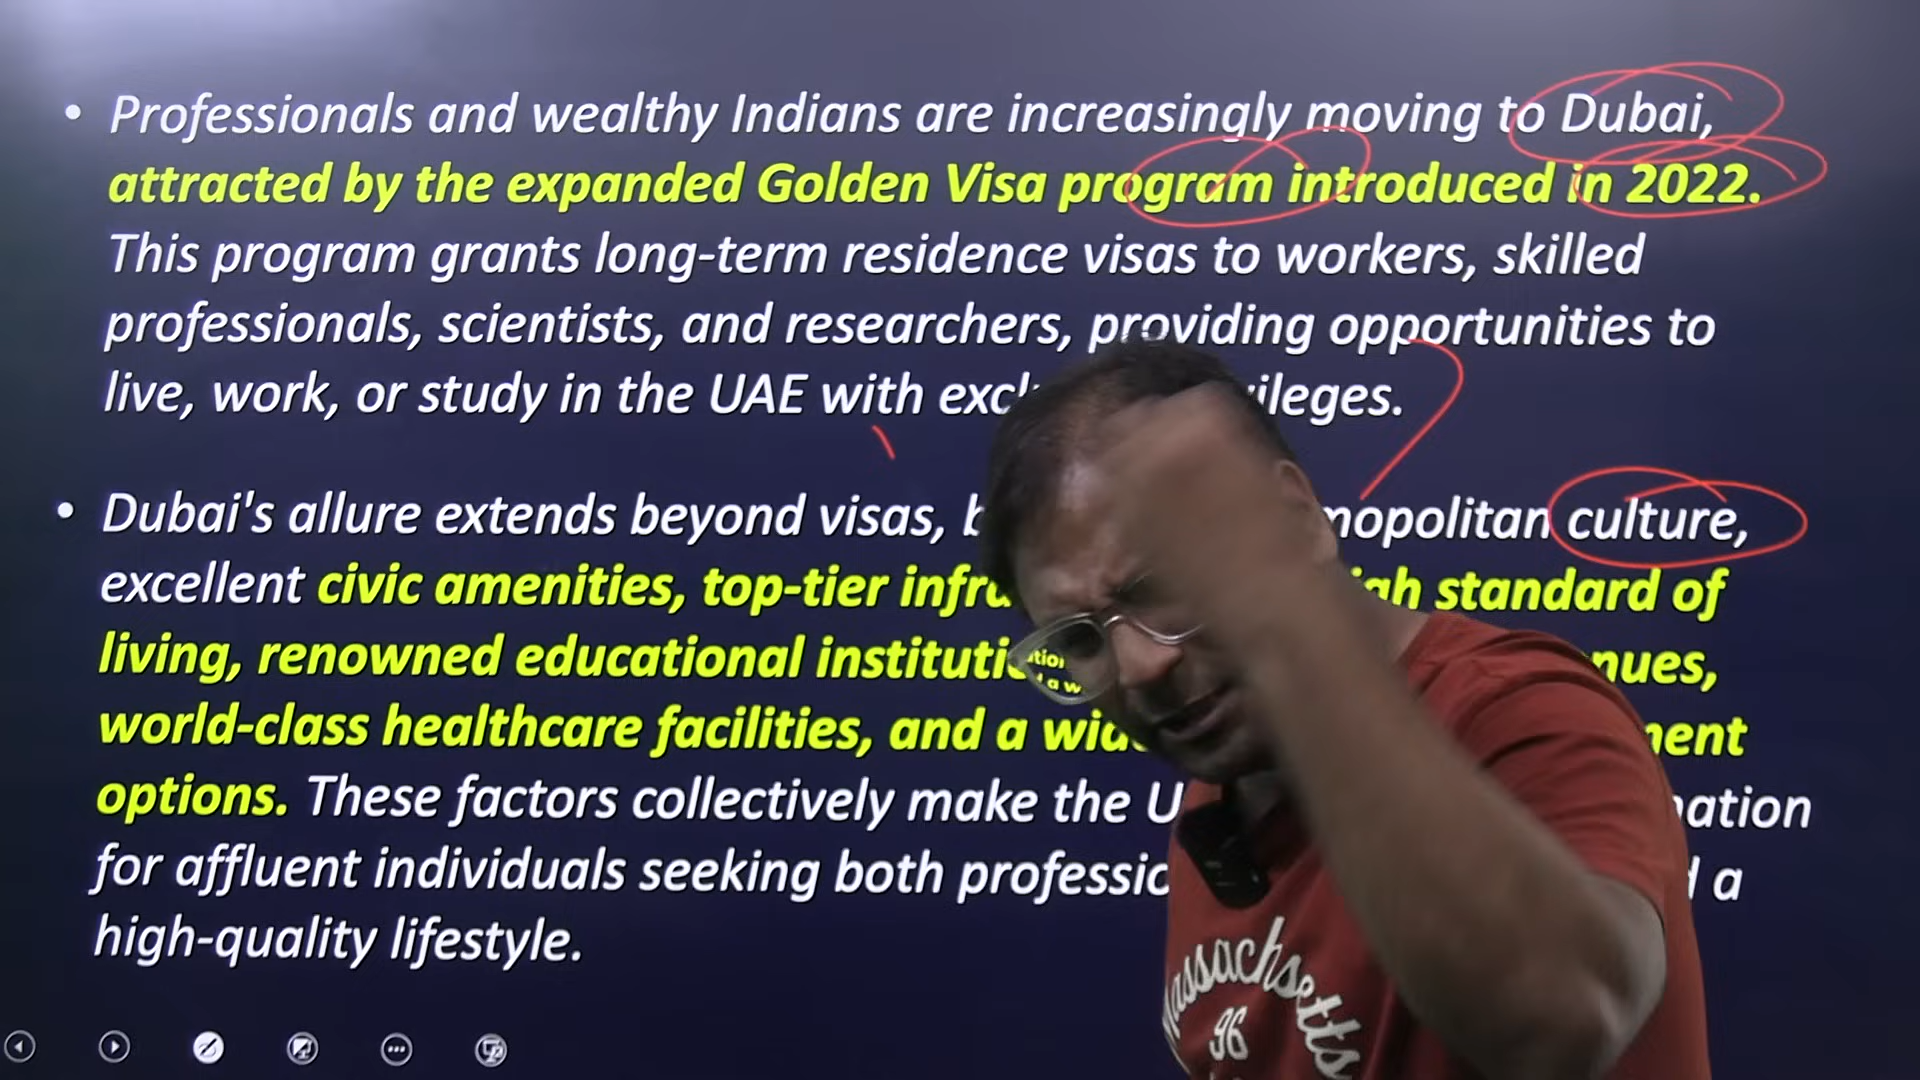 • Professionals and wealthy Indians are increasingly moving to Dubai,
attracted by the expanded Golden Visa program introduced in 2022.
This program grants long-term residence visas to workers, skilled
professionals, scientists, and researchers, providing opportunities to
live, work, or study in the UAE with
• Dubai's allure extends beyond visas, culture,
excellent civic amenities, top-tier standard of
living, renowned educational
world-class healthcare facilities, and a
options. These factors collectively make the
for affluent individuals seeking both a
high-quality lifestyle.
Massachsetts
96